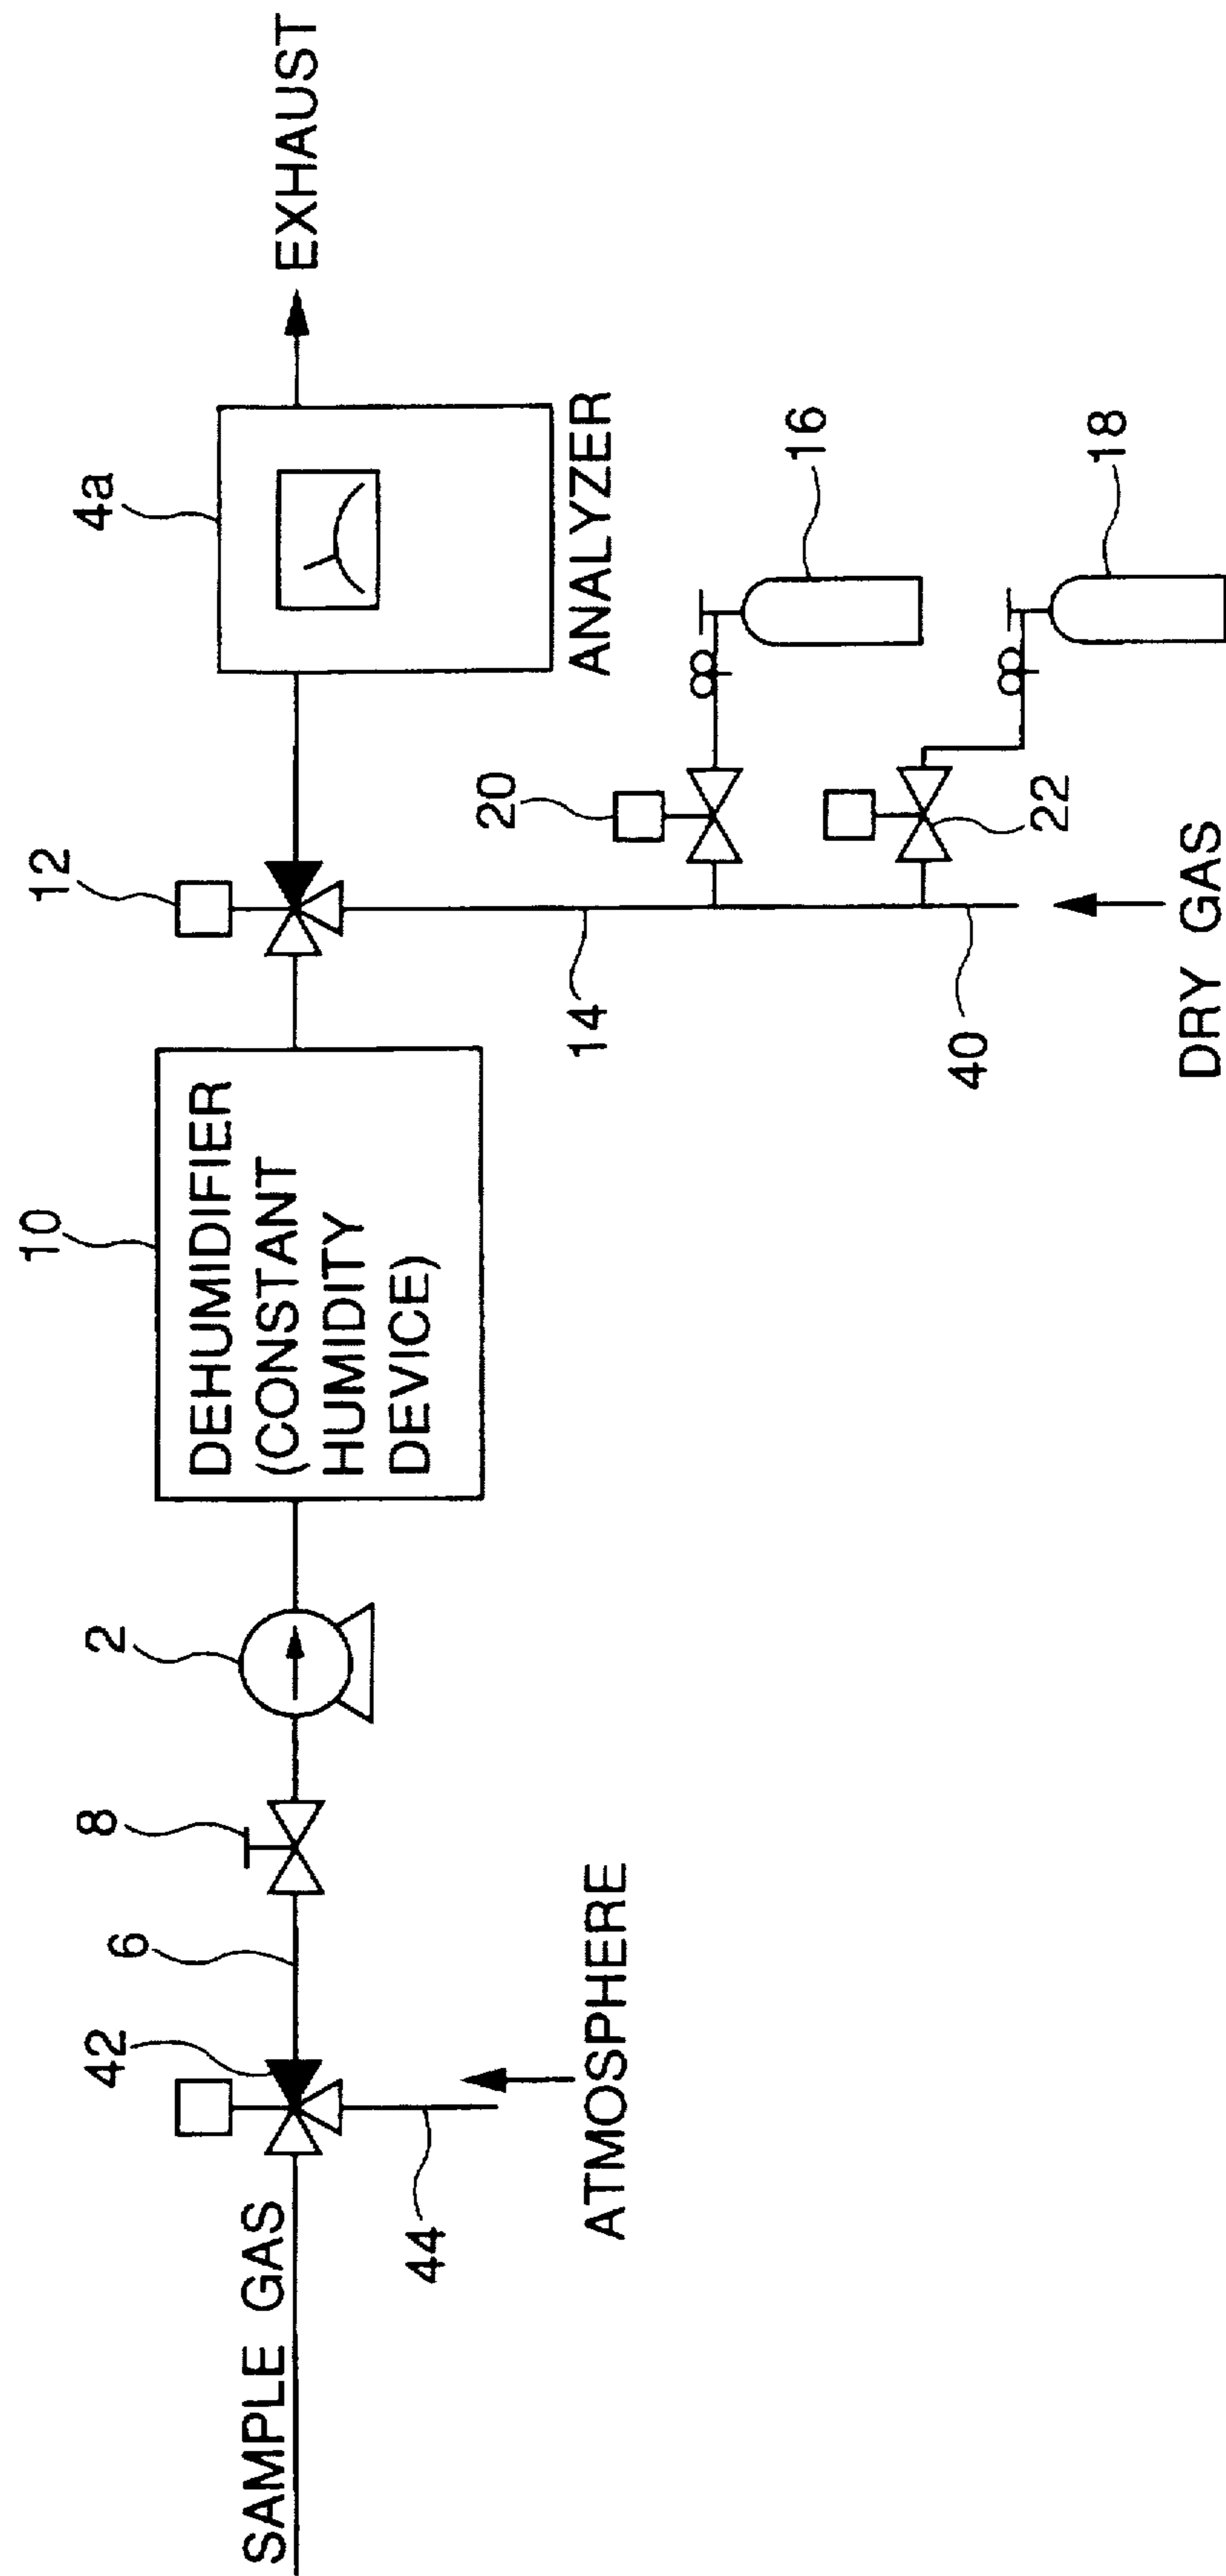 SAMPLE GAS
42
44
ATMOSPHERE
6
8
2
10
DEHUMIDIFIER
(CONSTANT
HUMIDITY
DEVICE)
12
14
40
DRY GAS
20
22
16
18
4a
ANALYZER
EXHAUST